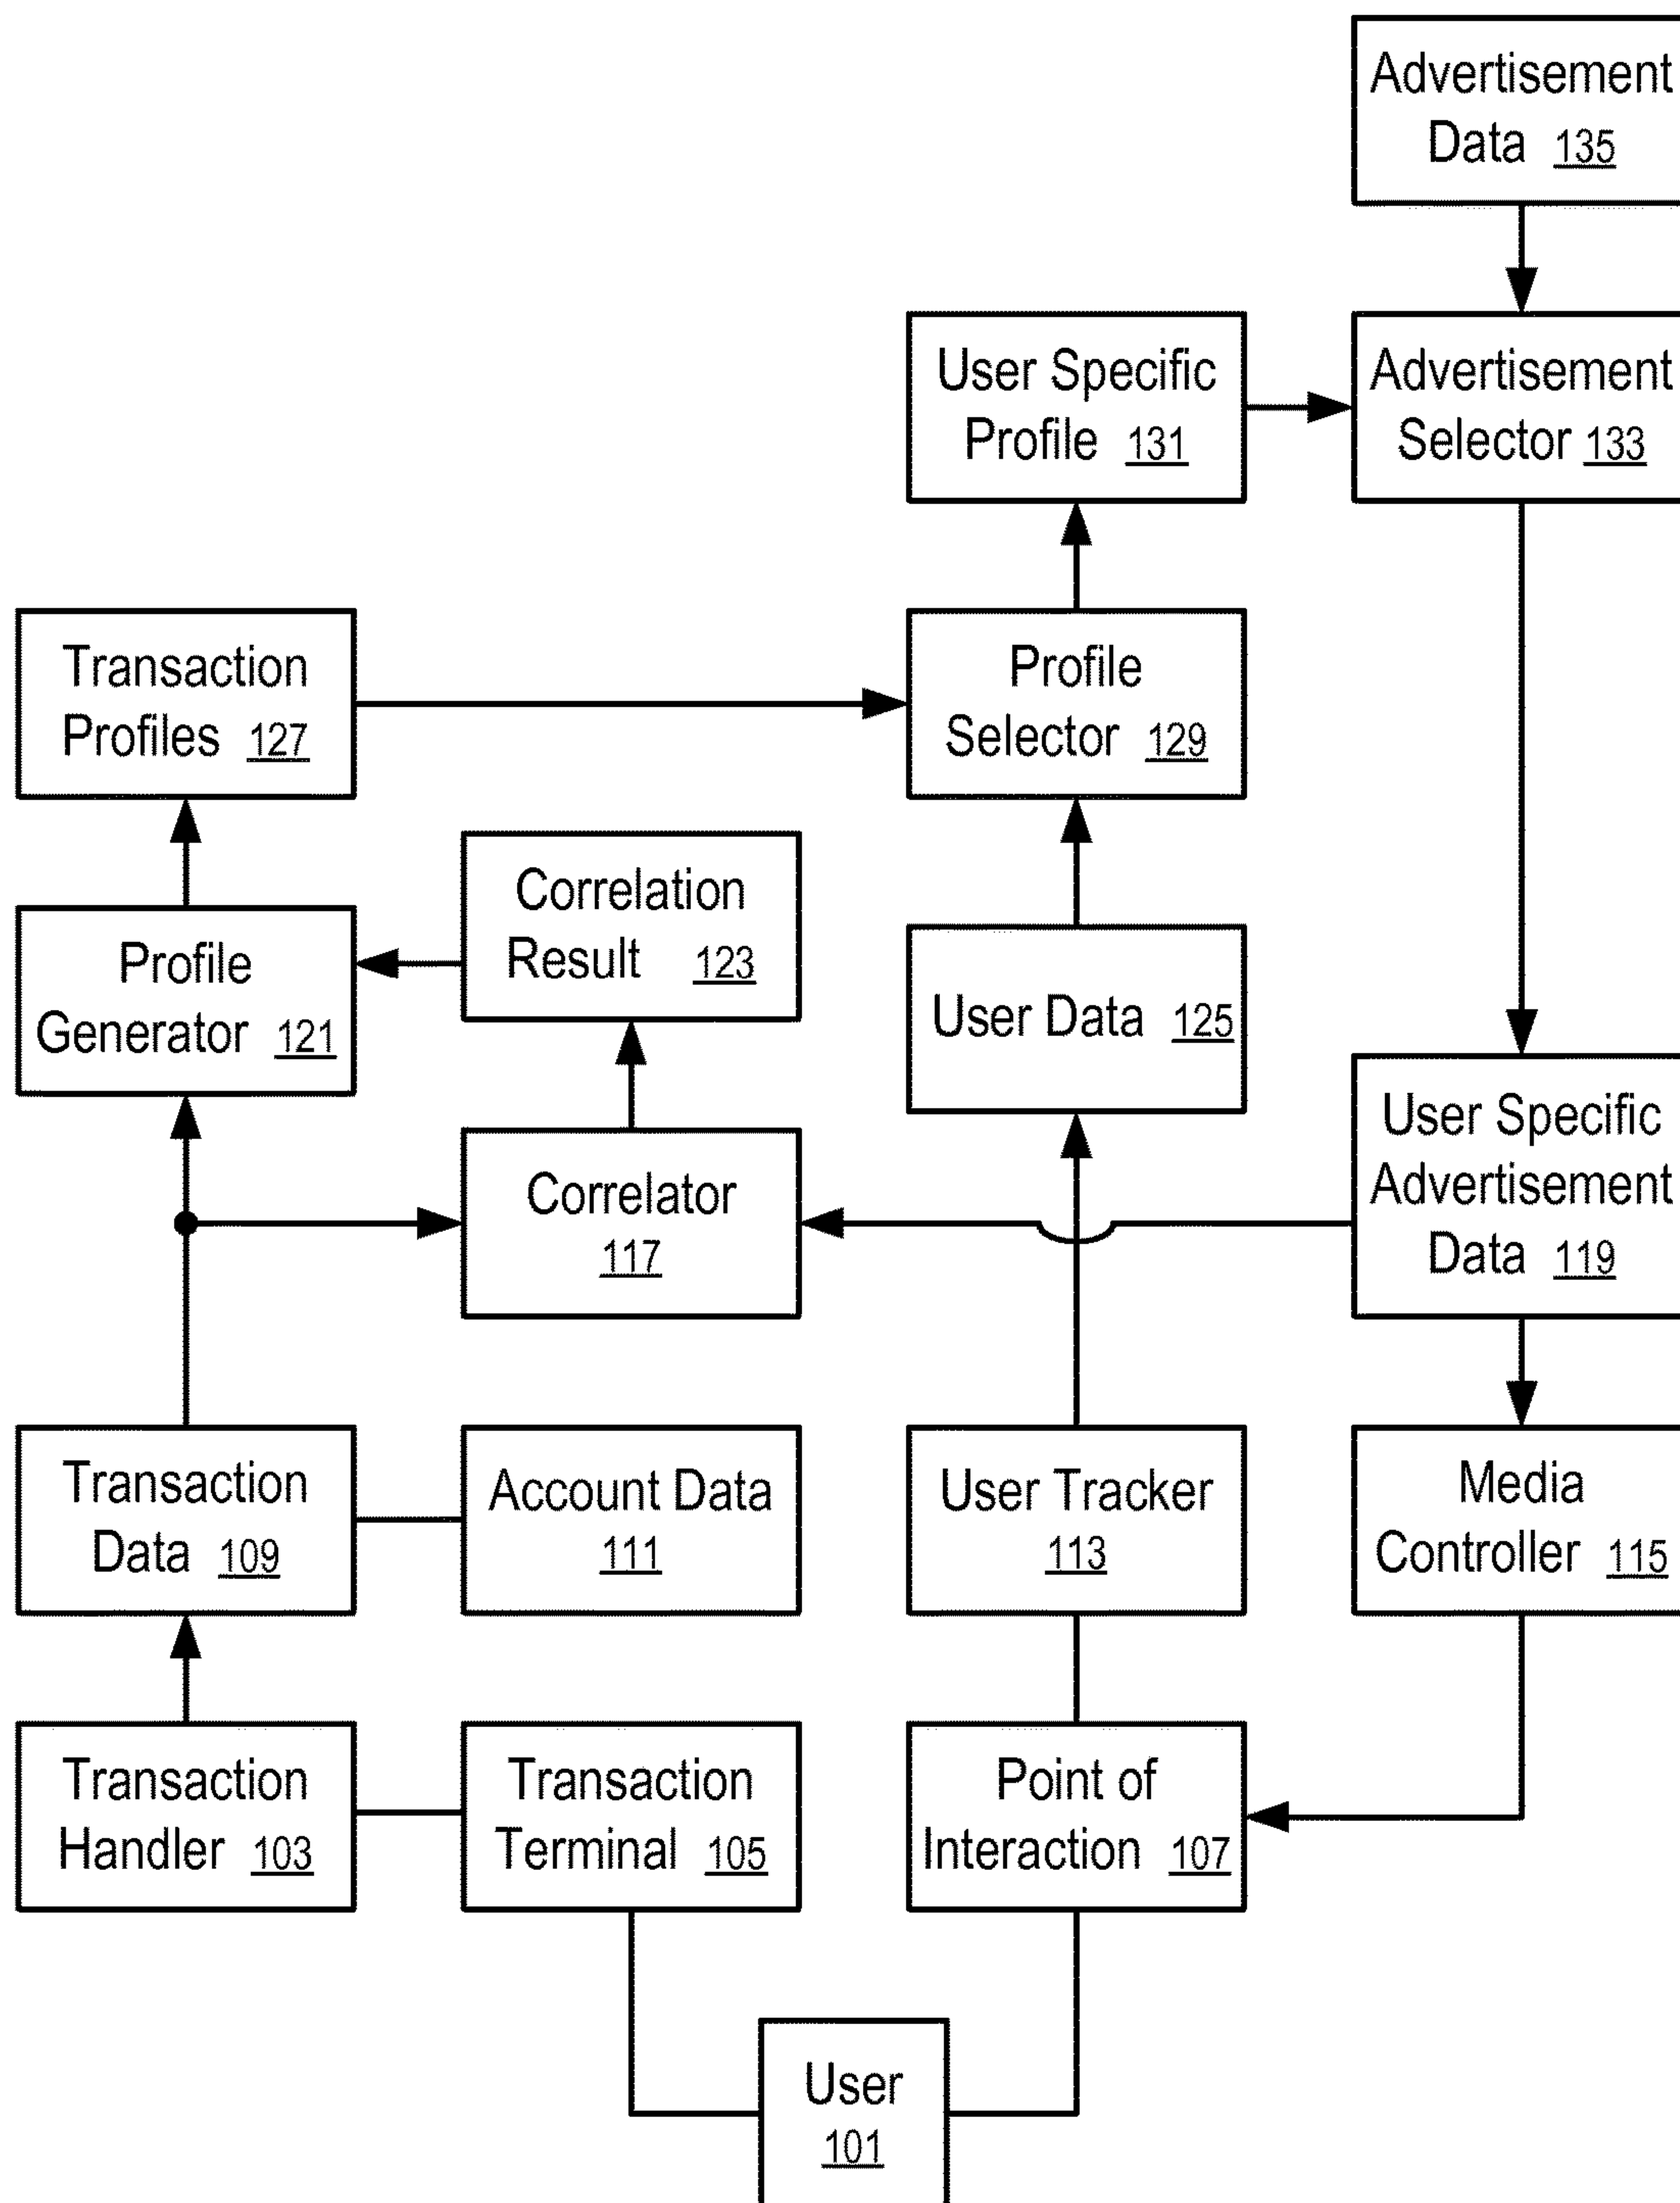 Advertisement
Data 135
User Specific
Profile 131
Advertisement
Selector 133
Transaction
Profiles 127
Profile
Selector 129
Correlation
Result 123
Profile
Generator 121
User Data 125
User Specific
Advertisement
Data 119
Correlator
117
Transaction
Data 109
Account Data
111
User Tracker
113
Media
Controller 115
Transaction
Handler 103
Transaction
Terminal 105
Point of
Interaction 107
User
101